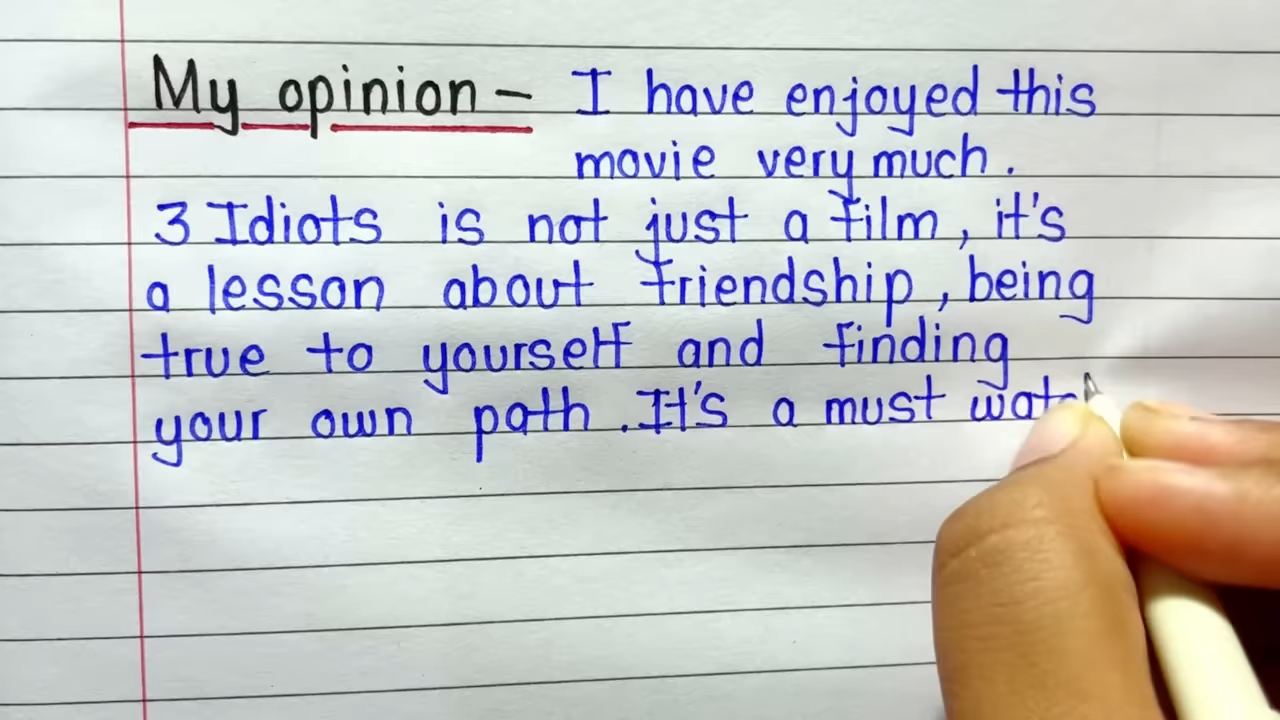 My opinion - I have enjoyed this
movie very much.
3 Idiots is not just a film, it's
a lesson about friendship, being
true to yourself and finding
your own path. It's a must